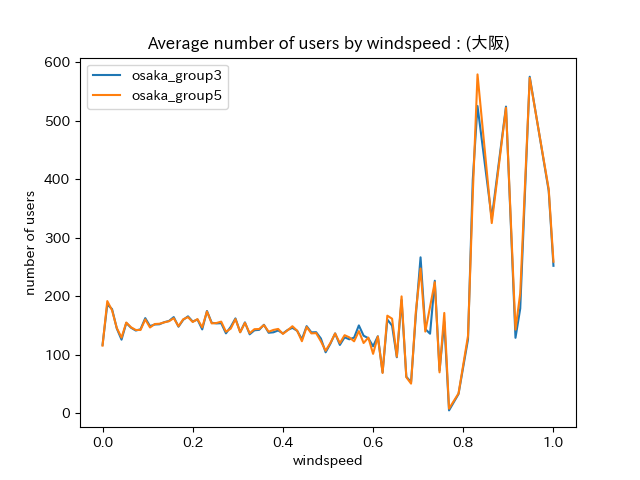 Average number of users by windspeed : (大阪)
osaka_group3
osaka_group5
600
500
400
300
200
100
0
number of users
0.0 0.2 0.4 0.6 0.8 1.0
windspeed